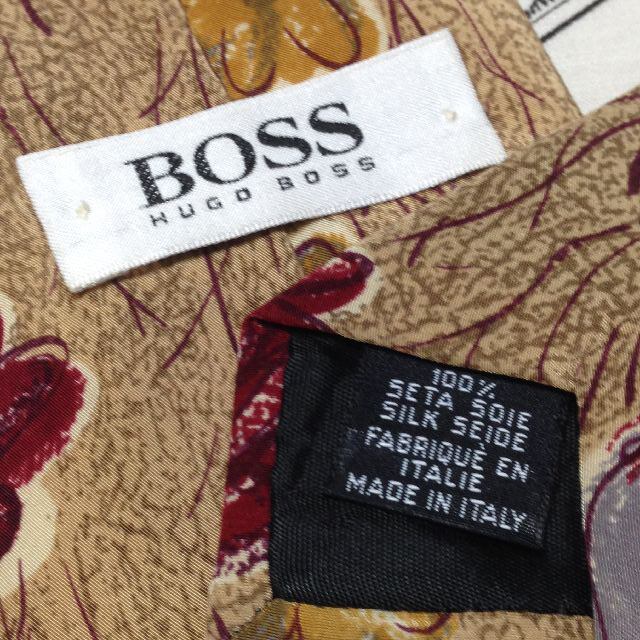 BOSS
HUGO BOSS
100%
SETA SOIE
SILK SEIDE
FABRIQUÉ EN
ITALIE
MADE IN ITALY